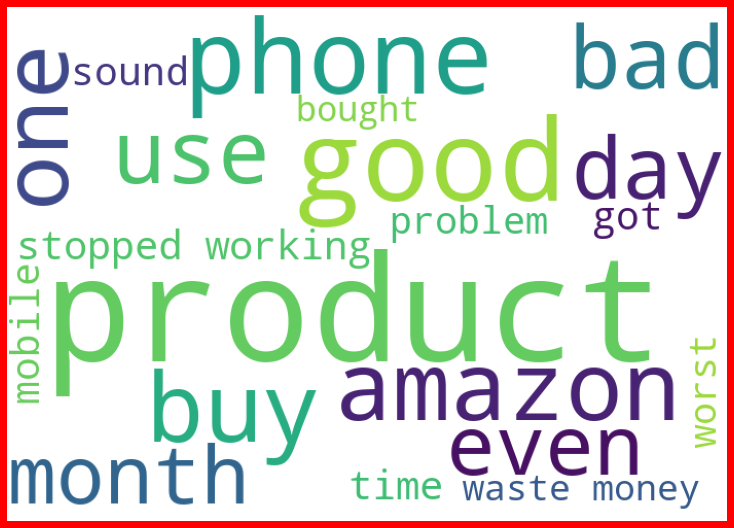 phone
bad
one
sound
bought
use
good
day
problem
got
stopped working
product
mobile
worst
buy
amazon
even
month
time
waste money